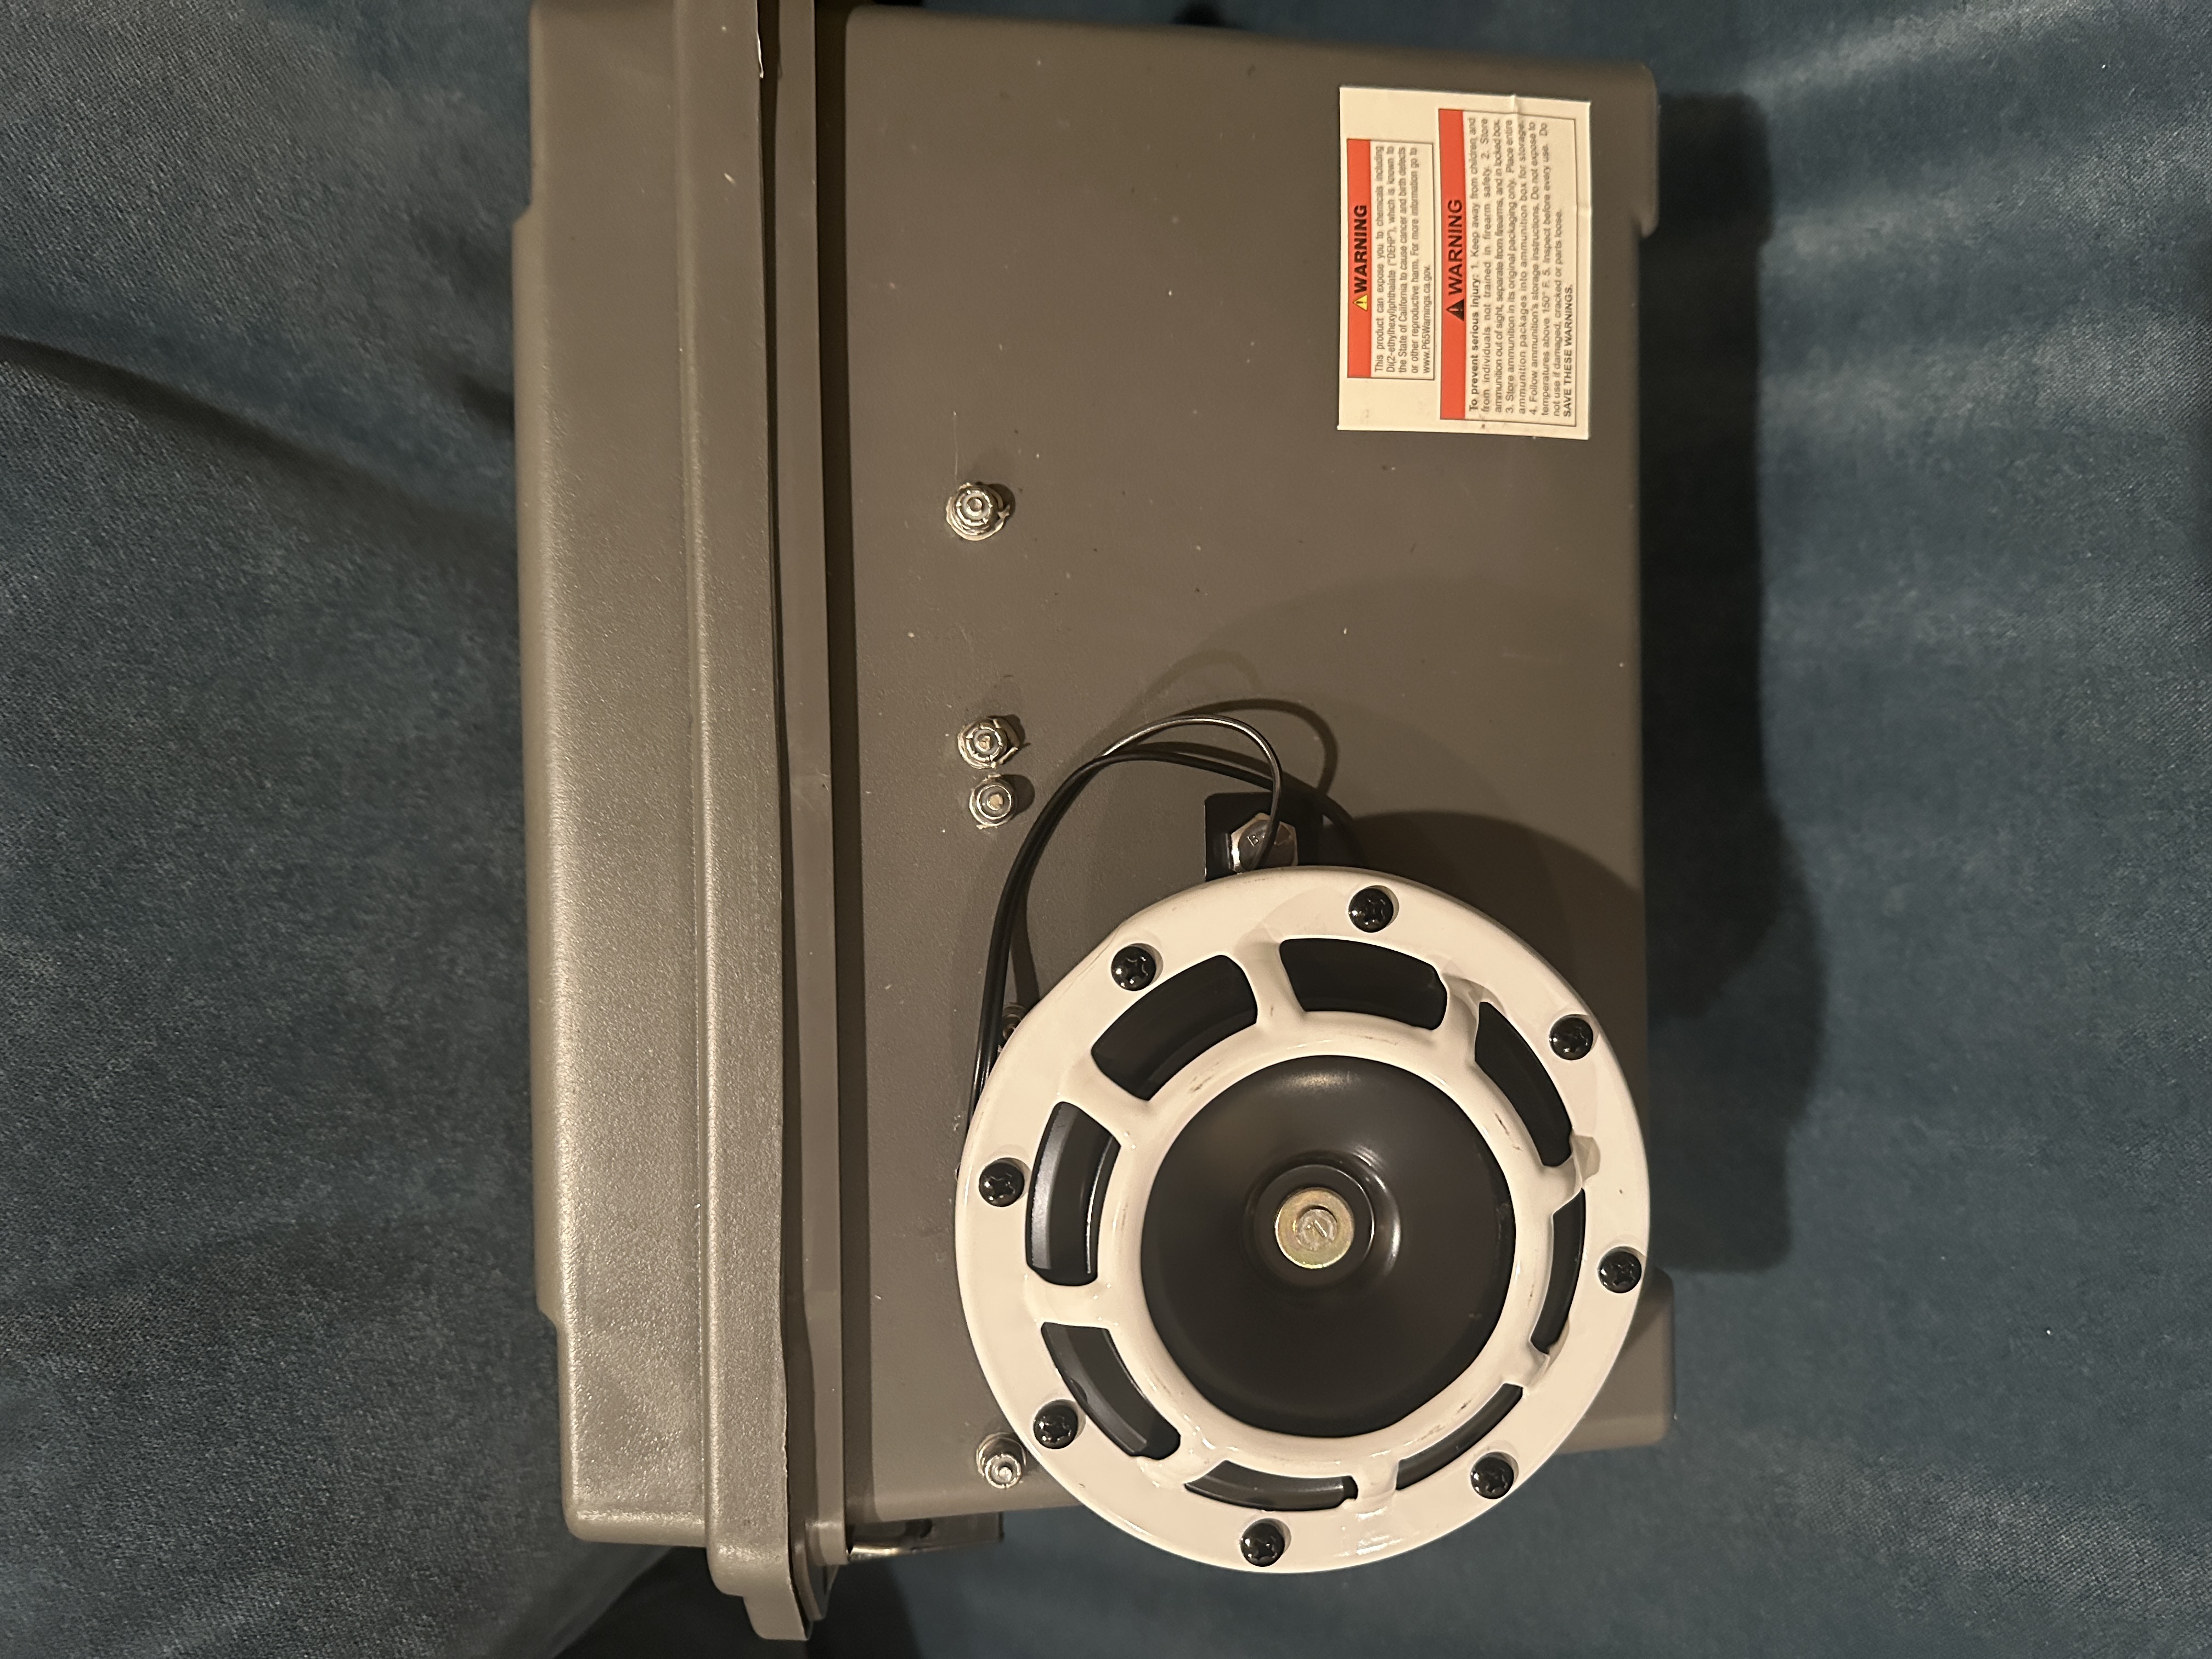 WARNING
This product can expose you to chemicals including
Di(2-ethylhexyl)phthalate ("DEHP"), which is known to
the State of California to cause cancer and birth defects
or other reproductive harm. For more information go to
www.P65Warnings.ca.gov.
WARNING
To prevent serious injury: 1. Keep away from children and
from individuals not trained in firearm safety. 2. Store
ammunition out of sight, separate from firearms, and in locked box.
3. Store ammunition in its original packaging only. Place entire
ammunition packages into ammunition box for storage.
4. Follow ammunition's storage instructions. Do not expose to
temperatures above 150° F. 5. Inspect before every use. Do
not use if damaged, cracked or parts loose.
SAVE THESE WARNINGS.